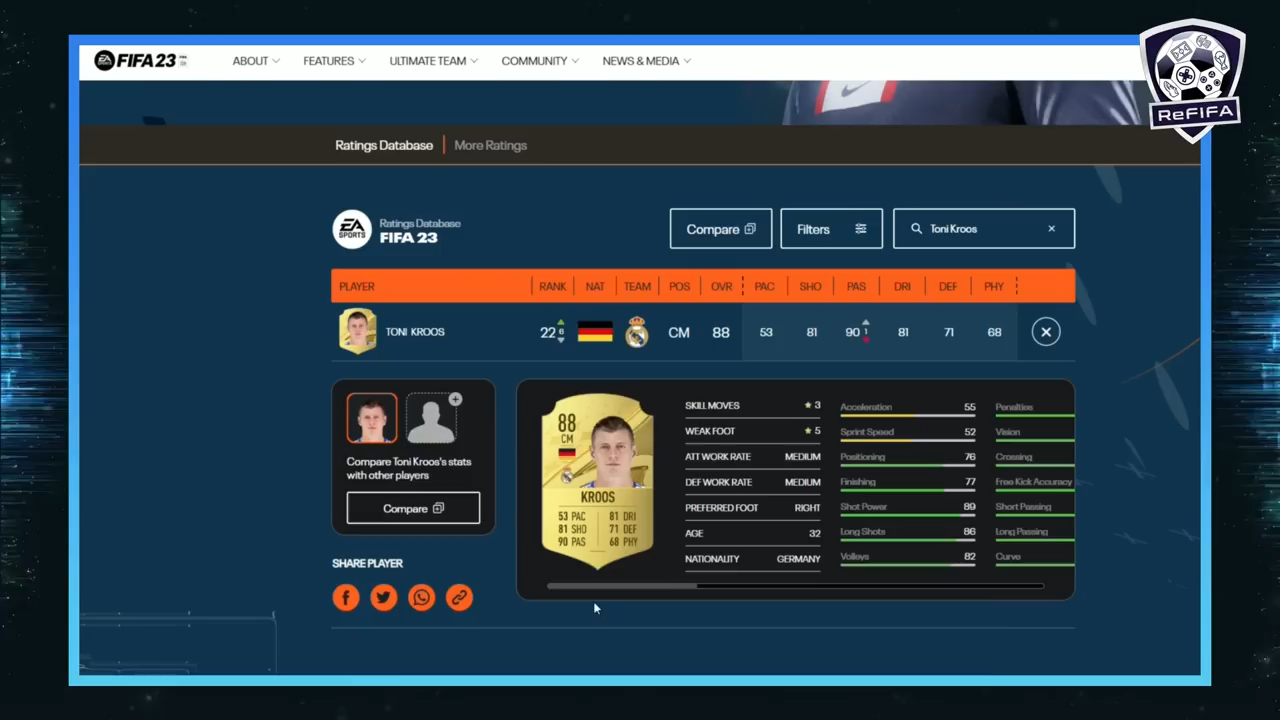 EA SPORTS FIFA 23
ABOUT
FEATURES
ULTIMATE TEAM
COMMUNITY
NEWS & MEDIA
ReFIFA
Ratings Database
More Ratings
EA SPORTS
Ratings Database
FIFA 23
Compare
Filters
Toni Kroos
PLAYER RANK NAT TEAM POS OVR PAC SHO PAS DRI DEF PHY
TONI KROOS 22 6 CM 88 53 81 90 1 81 71 68
Compare Toni Kroos's stats
with other players
Compare
SHARE PLAYER
88
CM
KROOS
53 PAC 81 DRI
81 SHO 71 DEF
90 PAS 68 PHY
SKILL MOVES 3
WEAK FOOT 5
ATT WORK RATE MEDIUM
DEF WORK RATE MEDIUM
PREFERRED FOOT RIGHT
AGE 32
NATIONALITY GERMANY
Acceleration 55
Sprint Speed 52
Positioning 76
Finishing 77
Shot Power 89
Long Shots 86
Volleys 82
Penalties
Vision
Crossing
Free Kick Accuracy
Short Passing
Long Passing
Curve